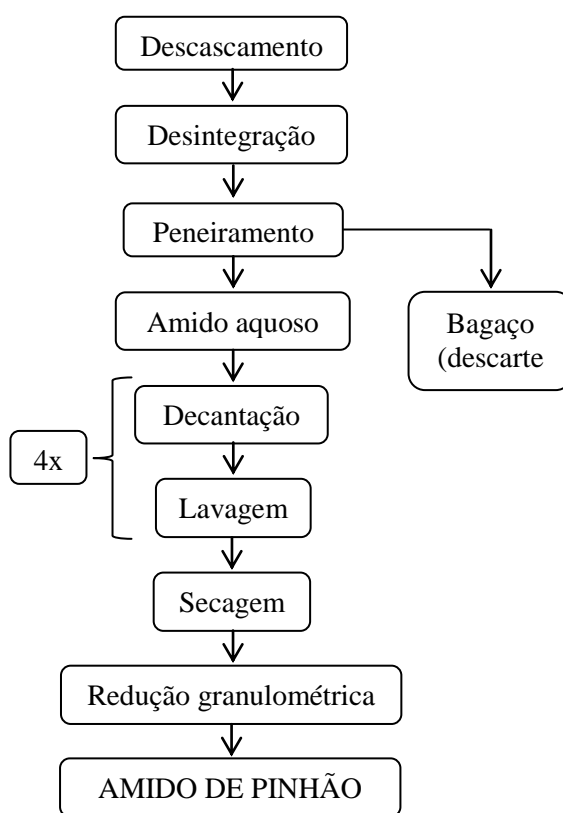 Descascamento
Desintegração
Peneiramento
Amido aquoso
Bagaço
(descarte
Decantação
4x
Lavagem
Secagem
Redução granulométrica
AMIDO DE PINHÃO